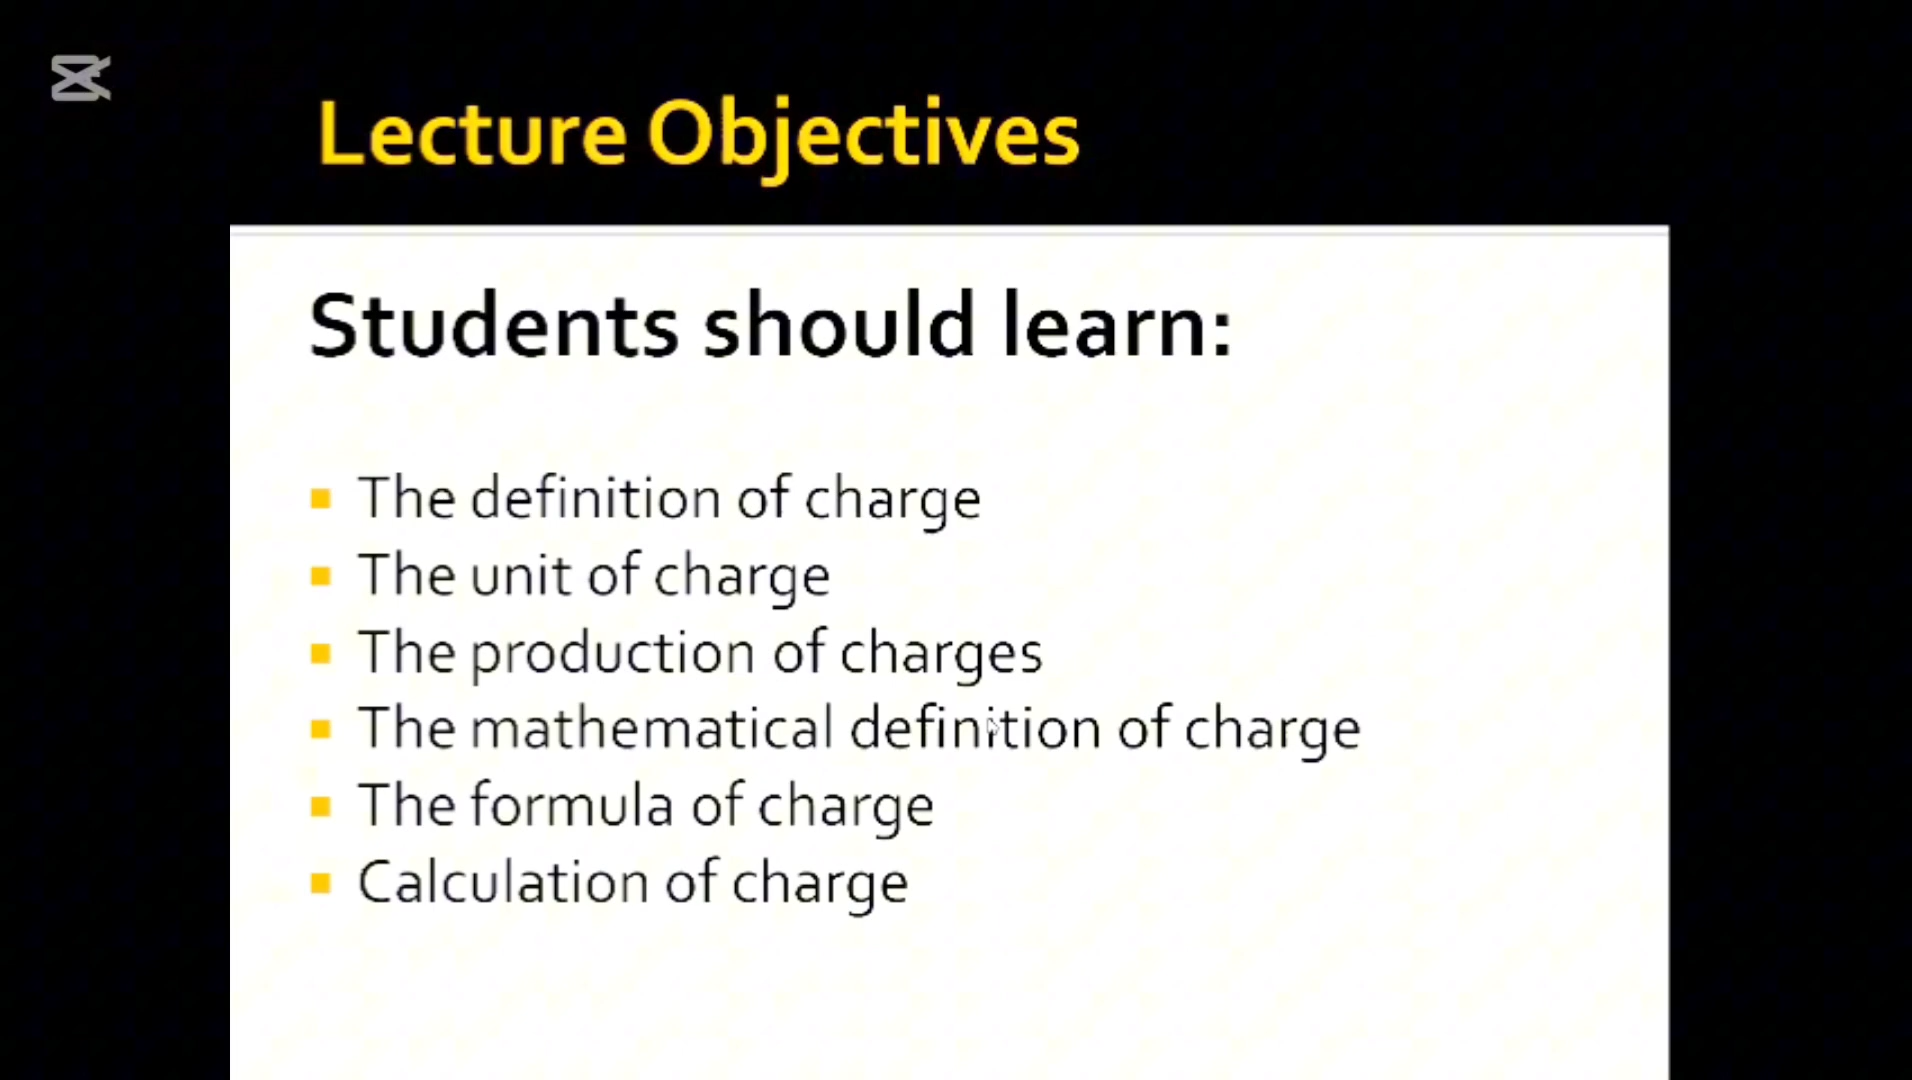 Lecture Objectives
Students should learn:
The definition of charge
The unit of charge
The production of charges
The mathematical definition of charge
The formula of charge
Calculation of charge